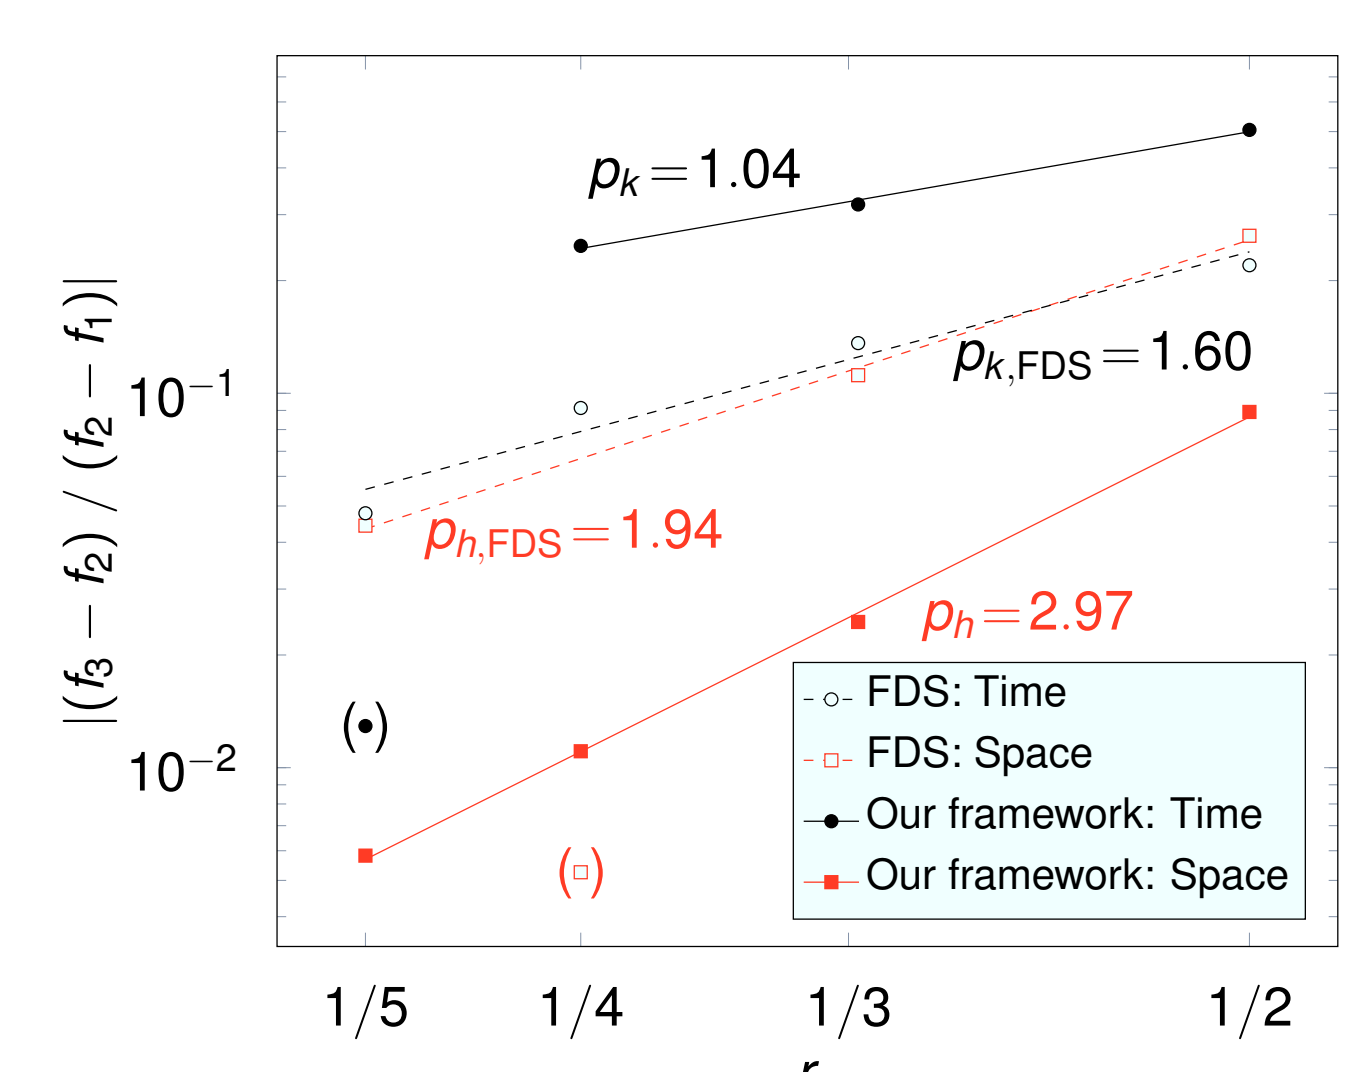 p_k = 1.04
|(f_3 − f_2) / (f_2 − f_1)|
10^−1
p_{k,FDS} = 1.60
p_{h,FDS} = 1.94
p_h = 2.97
(•)
10^−2
( )
FDS: Time
FDS: Space
Our framework: Time
Our framework: Space
1/5 1/4 1/3 1/2
r